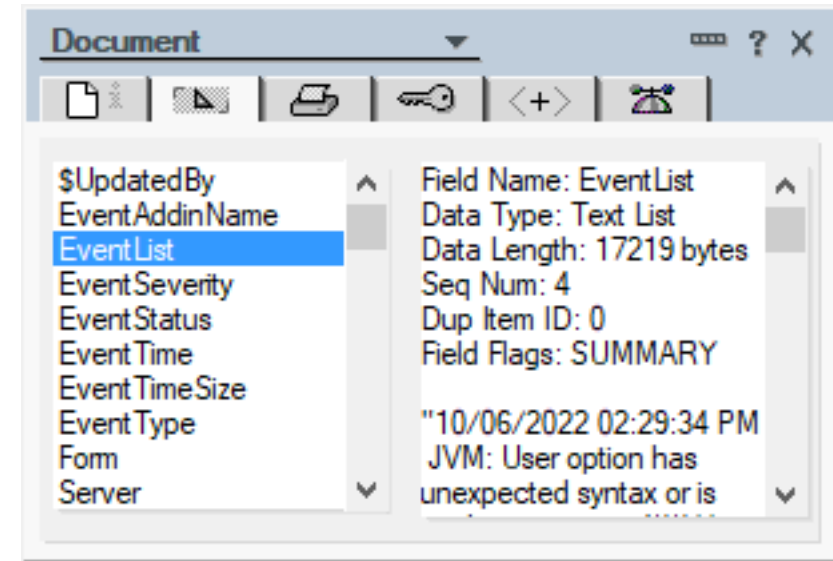 Document
?
<+>
$UpdatedBy
EventAddinName
EventList
EventSeverity
EventStatus
EventTime
EventTimeSize
EventType
Form
Server
Field Name: EventList
Data Type: Text List
Data Length: 17219 bytes
Seq Num: 4
Dup Item ID: 0
Field Flags: SUMMARY
"10/06/2022 02:29:34 PM
JVM: User option has
unexpected syntax or is